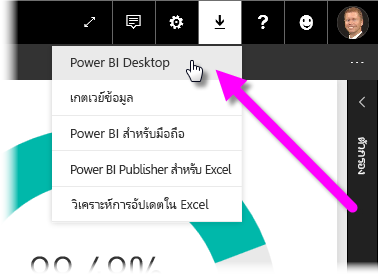 Power BI Desktop
เกตเวย์ข้อมูล
Power BI สำหรับมือถือ
Power BI Publisher สำหรับ Excel
วิเคราะห์การอัปเดตใน Excel
ตัวกรอง